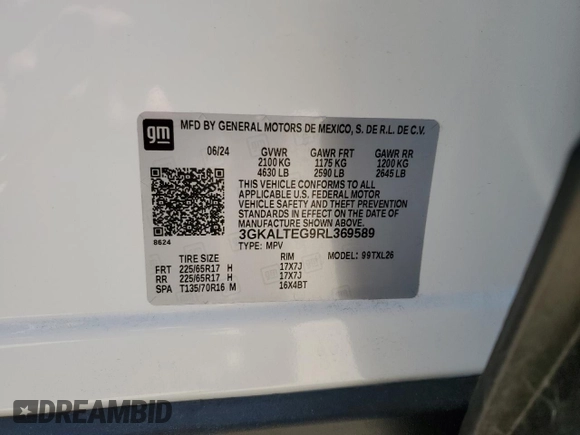 gm
MFD BY GENERAL MOTORS DE MEXICO, S. DE R.L. DE C.V.
06/24 GVWR GAWR FRT GAWR RR
2100 KG 1175 KG 1200 KG
4630 LB 2590 LB 2645 LB
THIS VEHICLE CONFORMS TO ALL
APPLICABLE U.S. FEDERAL MOTOR
VEHICLE SAFETY AND THEFT PREVENTION
STANDARDS IN EFFECT ON THE DATE OF
MANUFACTURE SHOWN ABOVE.
8624
3GKALTEG9RL369589
TYPE: MPV
TIRE SIZE RIM MODEL: 99TXL26
FRT 225/65R17 H 17X7J
RR 225/65R17 H 17X7J
SPA T135/70R16 M 16X4BT
DREAMBID